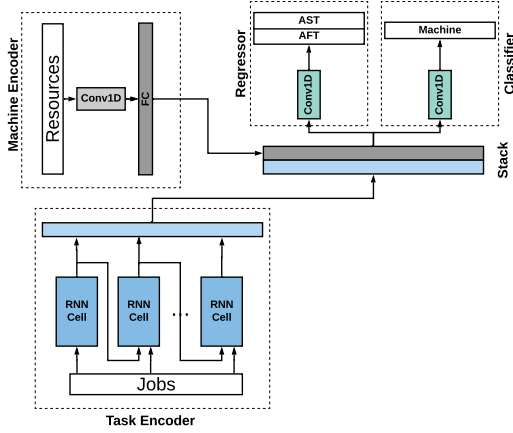 Machine Encoder
Resources
Conv1D
FC
Regressor
AST
AFT
Conv1D
Machine
Conv1D
Classifier
Stack
RNN
Cell
RNN
Cell
...
RNN
Cell
Jobs
Task Encoder